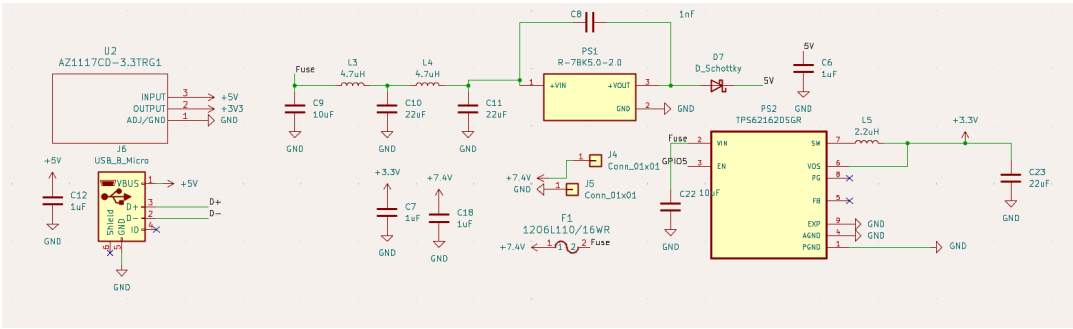 U2
AZ1117CD-3.3TRG1
INPUT 3 +5V
OUTPUT 2 +3V3
ADJ/GND 1 GND
J6
USB_B_Micro
+5V
C12
1uF
GND
VBUS 1 +5V
D+ 3 D+
D- 2 D-
ID 4
Shield
GND
6
5
GND
Fuse
L3
4.7uH
L4
4.7uH
C9
10uF
GND
C10
22uF
GND
C11
22uF
GND
C8
1nF
PS1
R-78K5.0-2.0
1 +VIN
+VOUT 3
GND 2 GND
D7
D_Schottky
5V
5V
C6
1uF
GND
+3.3V
C7
1uF
GND
+7.4V
C18
1uF
GND
J4
1 Conn_01x01
+7.4V
J5
GND 1 Conn_01x01
F1
1206L110/16WR
+7.4V 1 1 2 2 Fuse
PS2
TPS62162DSGR
Fuse 2 VIN
GPIO5 3 EN
C22 10uF
GND
SW 7
VOS 6
PG 8
FB 5
EXP 9 GND
AGND 4 GND
PGND 1 GND
L5
2.2uH
+3.3V
C23
22uF
GND